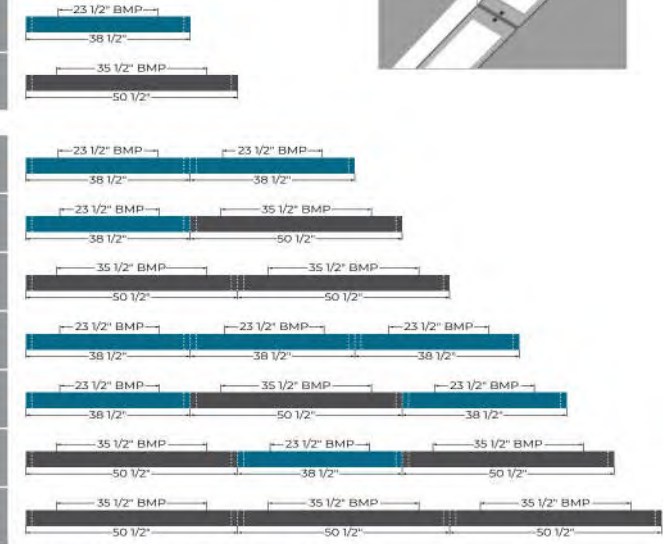 23 1/2" BMP
38 1/2"
35 1/2" BMP
50 1/2"
23 1/2" BMP 23 1/2" BMP
38 1/2" 38 1/2"
23 1/2" BMP 35 1/2" BMP
38 1/2" 50 1/2"
35 1/2" BMP 35 1/2" BMP
50 1/2" 50 1/2"
23 1/2" BMP 23 1/2" BMP 23 1/2" BMP
38 1/2" 38 1/2" 38 1/2"
23 1/2" BMP 35 1/2" BMP 23 1/2" BMP
38 1/2" 50 1/2" 38 1/2"
35 1/2" BMP 23 1/2" BMP 35 1/2" BMP
50 1/2" 38 1/2" 50 1/2"
35 1/2" BMP 35 1/2" BMP 35 1/2" BMP
50 1/2" 50 1/2" 50 1/2"